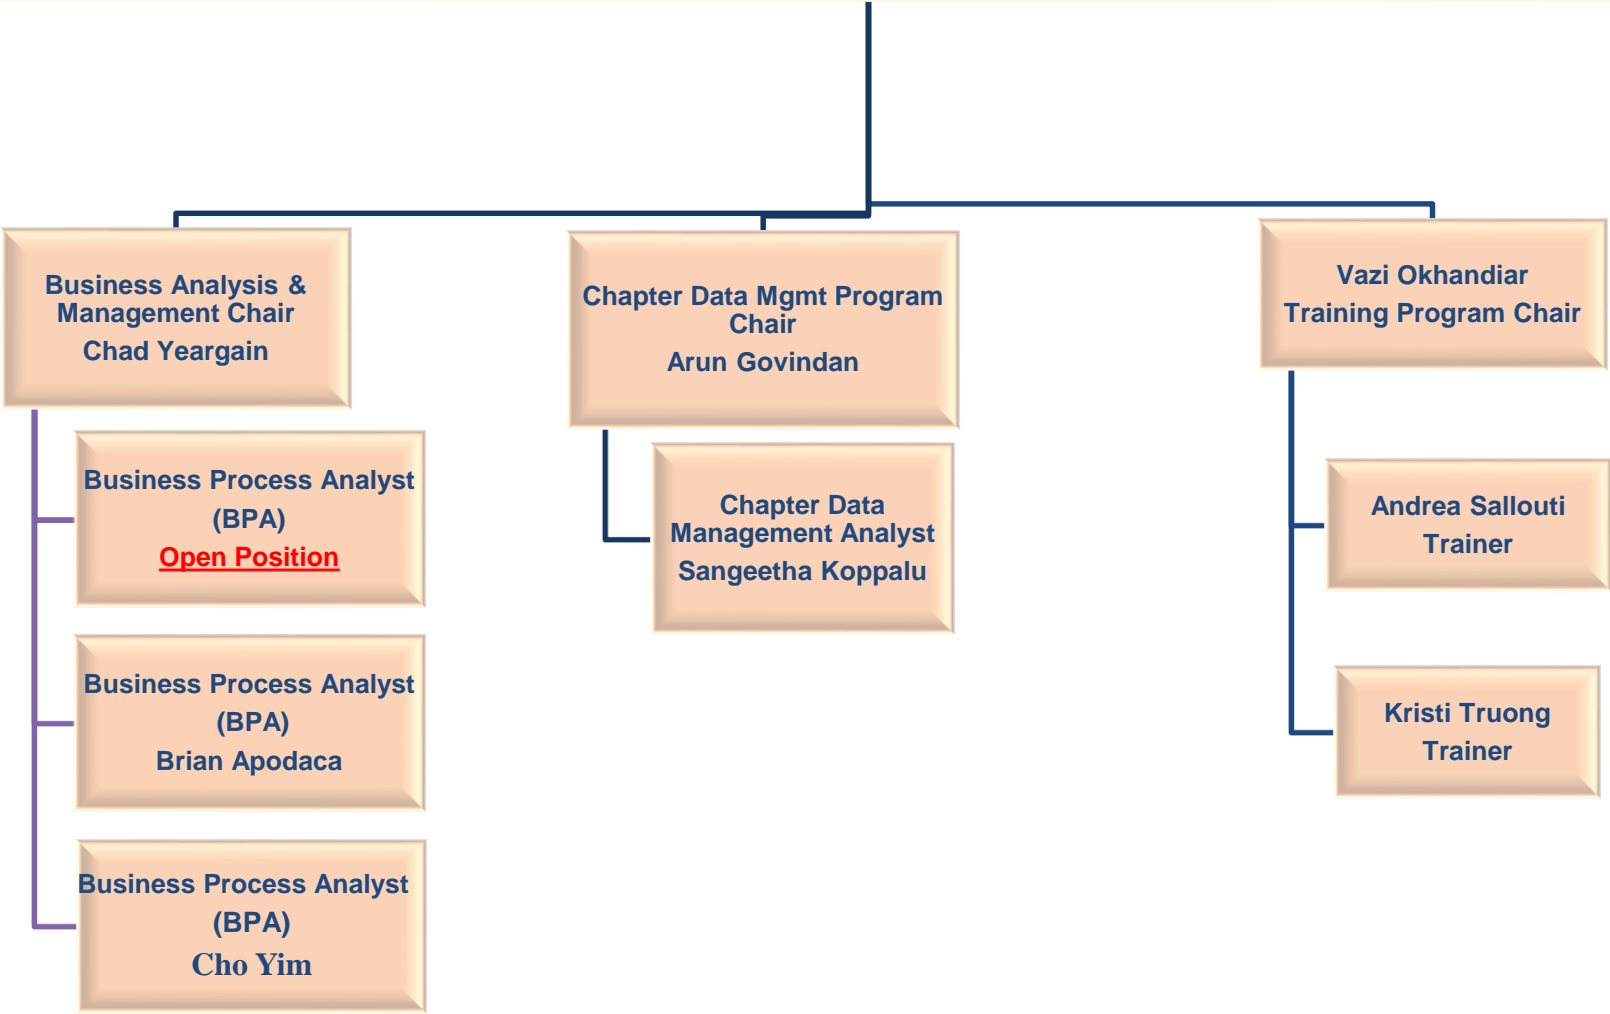 Business Analysis &
Management Chair
Chad Yeargain
Business Process Analyst
(BPA)
Open Position
Business Process Analyst
(BPA)
Brian Apodaca
Business Process Analyst
(BPA)
Cho Yim
Chapter Data Mgmt Program
Chair
Arun Govindan
Chapter Data
Management Analyst
Sangeetha Koppalu
Vazi Okhandiar
Training Program Chair
Andrea Sallouti
Trainer
Kristi Truong
Trainer